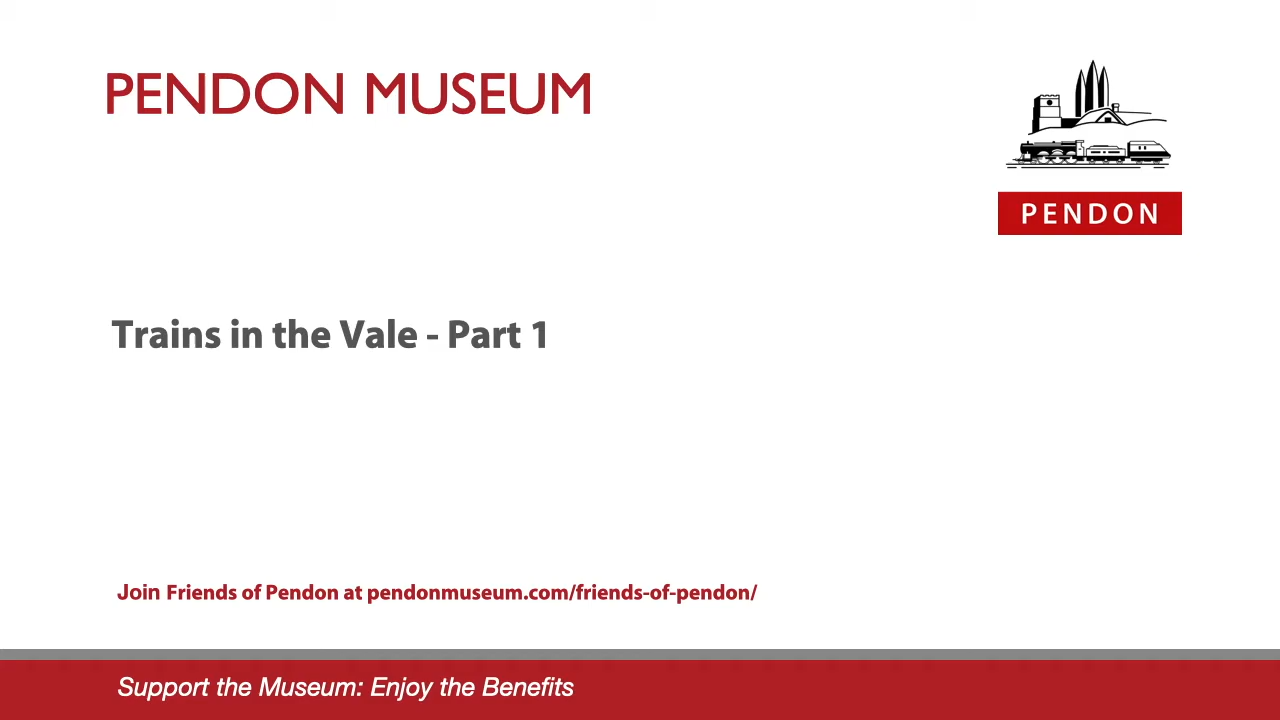 PENDON MUSEUM
PENDON
Trains in the Vale - Part 1
Join Friends of Pendon at pendonmuseum.com/friends-of-pendon/
Support the Museum: Enjoy the Benefits